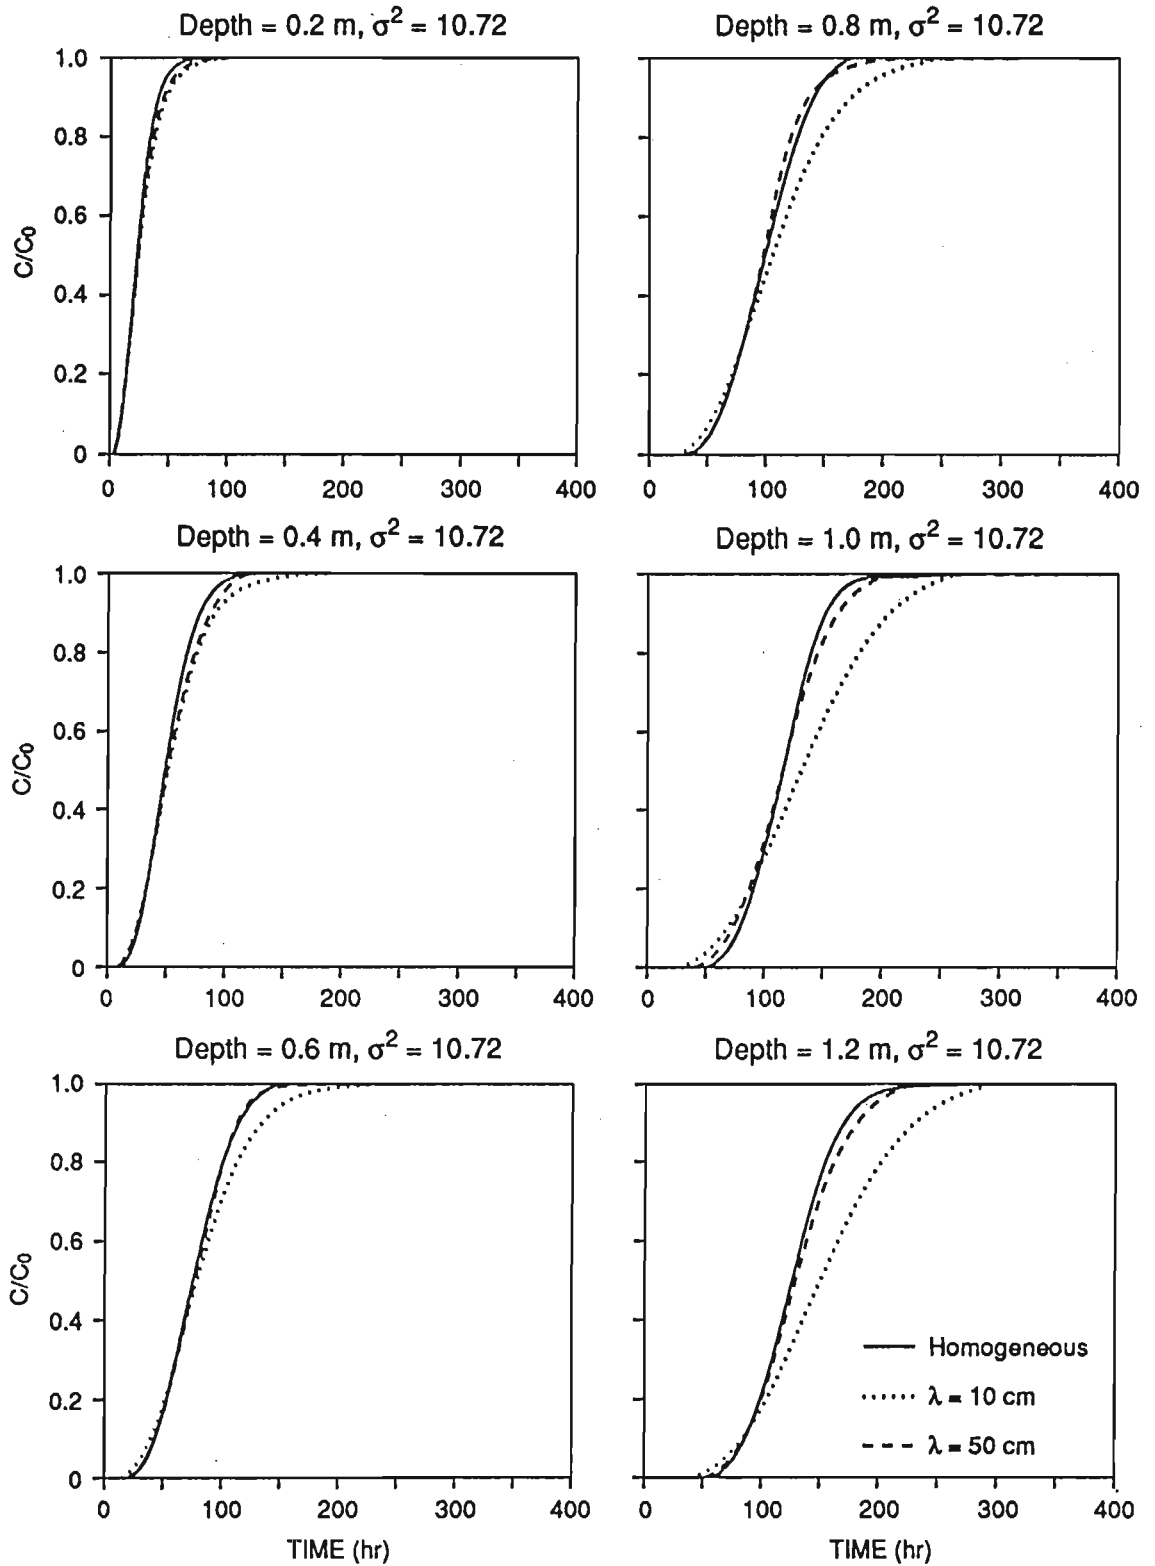 Depth = 0.2 m, σ² = 10.72
1.0
0.8
0.6
0.4
0.2
0
C/C₀
0 100 200 300 400
Depth = 0.8 m, σ² = 10.72
0 100 200 300 400
Depth = 0.4 m, σ² = 10.72
1.0
0.8
0.6
0.4
0.2
0
C/C₀
0 100 200 300 400
Depth = 1.0 m, σ² = 10.72
0 100 200 300 400
Depth = 0.6 m, σ² = 10.72
1.0
0.8
0.6
0.4
0.2
0
C/C₀
0 100 200 300 400
TIME (hr)
Depth = 1.2 m, σ² = 10.72
Homogeneous
λ = 10 cm
λ = 50 cm
0 100 200 300 400
TIME (hr)